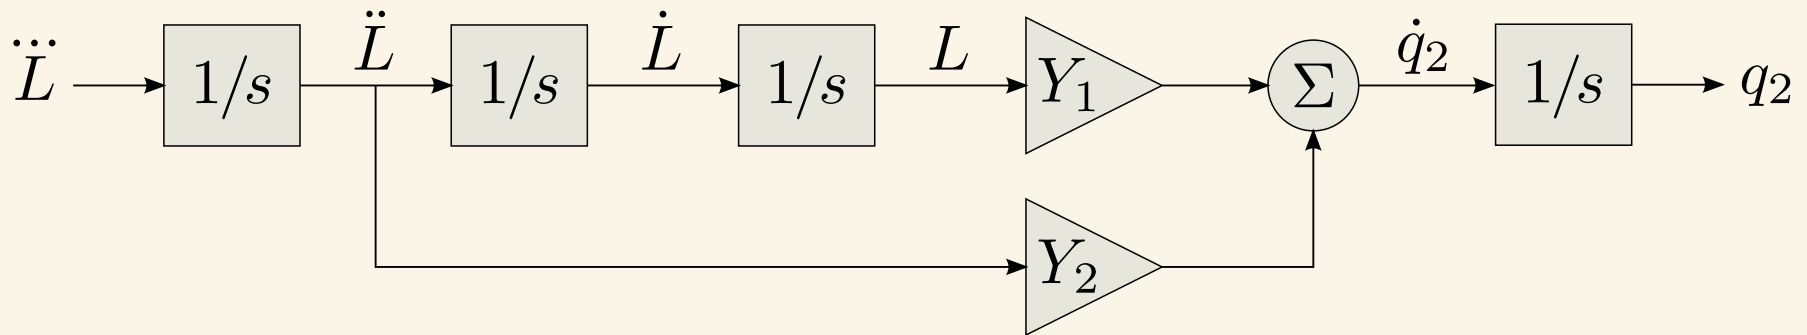 L⃛ 1/s L̈ 1/s L̇ 1/s L Y₁ Σ q̇₂ 1/s q₂
Y₂